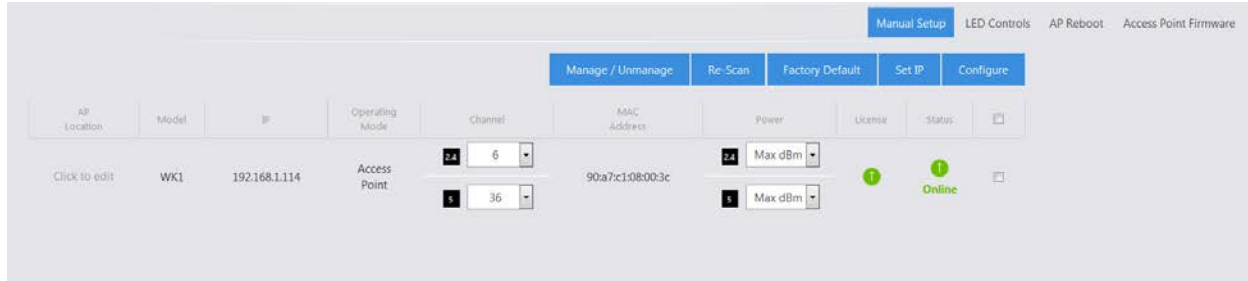 Manual Setup LED Controls AP Reboot Access Point Firmware
Manage / Unmanage Re-Scan Factory Default Set IP Configure
AP Location Model IP Operating Mode Channel MAC Address Power License Status
2.4 6 2.4 Max dBm
Click to edit WK1 192.168.1.114 Access Point 90:a7:c1:08:00:3c Online
5 36 5 Max dBm